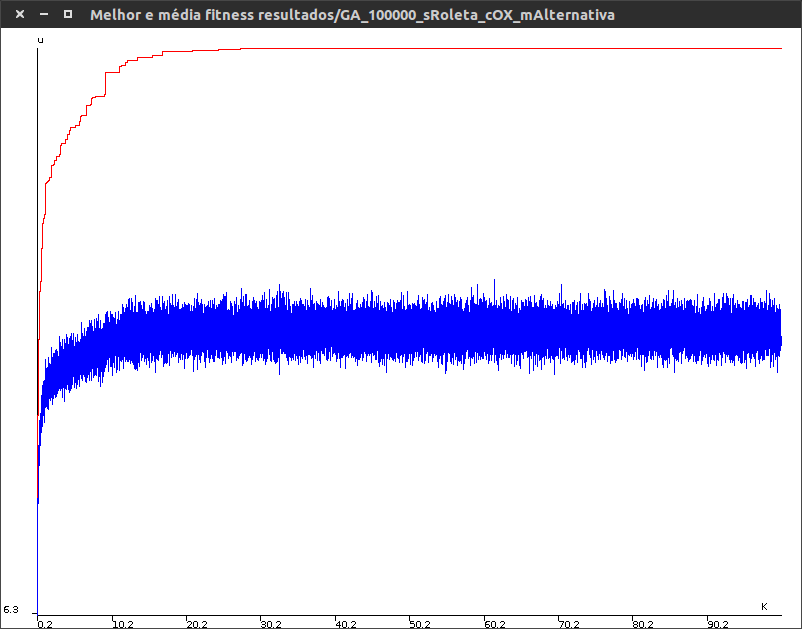 Melhor e média fitness resultados/GA_100000_sRoleta_cOX_mAlternativa
u
6.3
K
0.2 10.2 20.2 30.2 40.2 50.2 60.2 70.2 80.2 90.2